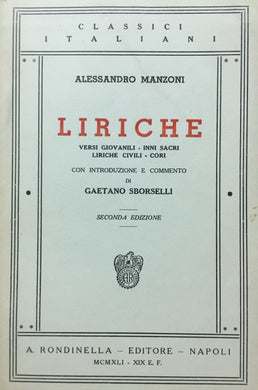 CLASSICI
ITALIANI
ALESSANDRO MANZONI
LIRICHE
VERSI GIOVANILI - INNI SACRI
LIRICHE CIVILI - CORI
CON INTRODUZIONE E COMMENTO
DI
GAETANO SBORSELLI
SECONDA EDIZIONE
A. RONDINELLA — EDITORE — NAPOLI
MCMXLI - XIX E. F.